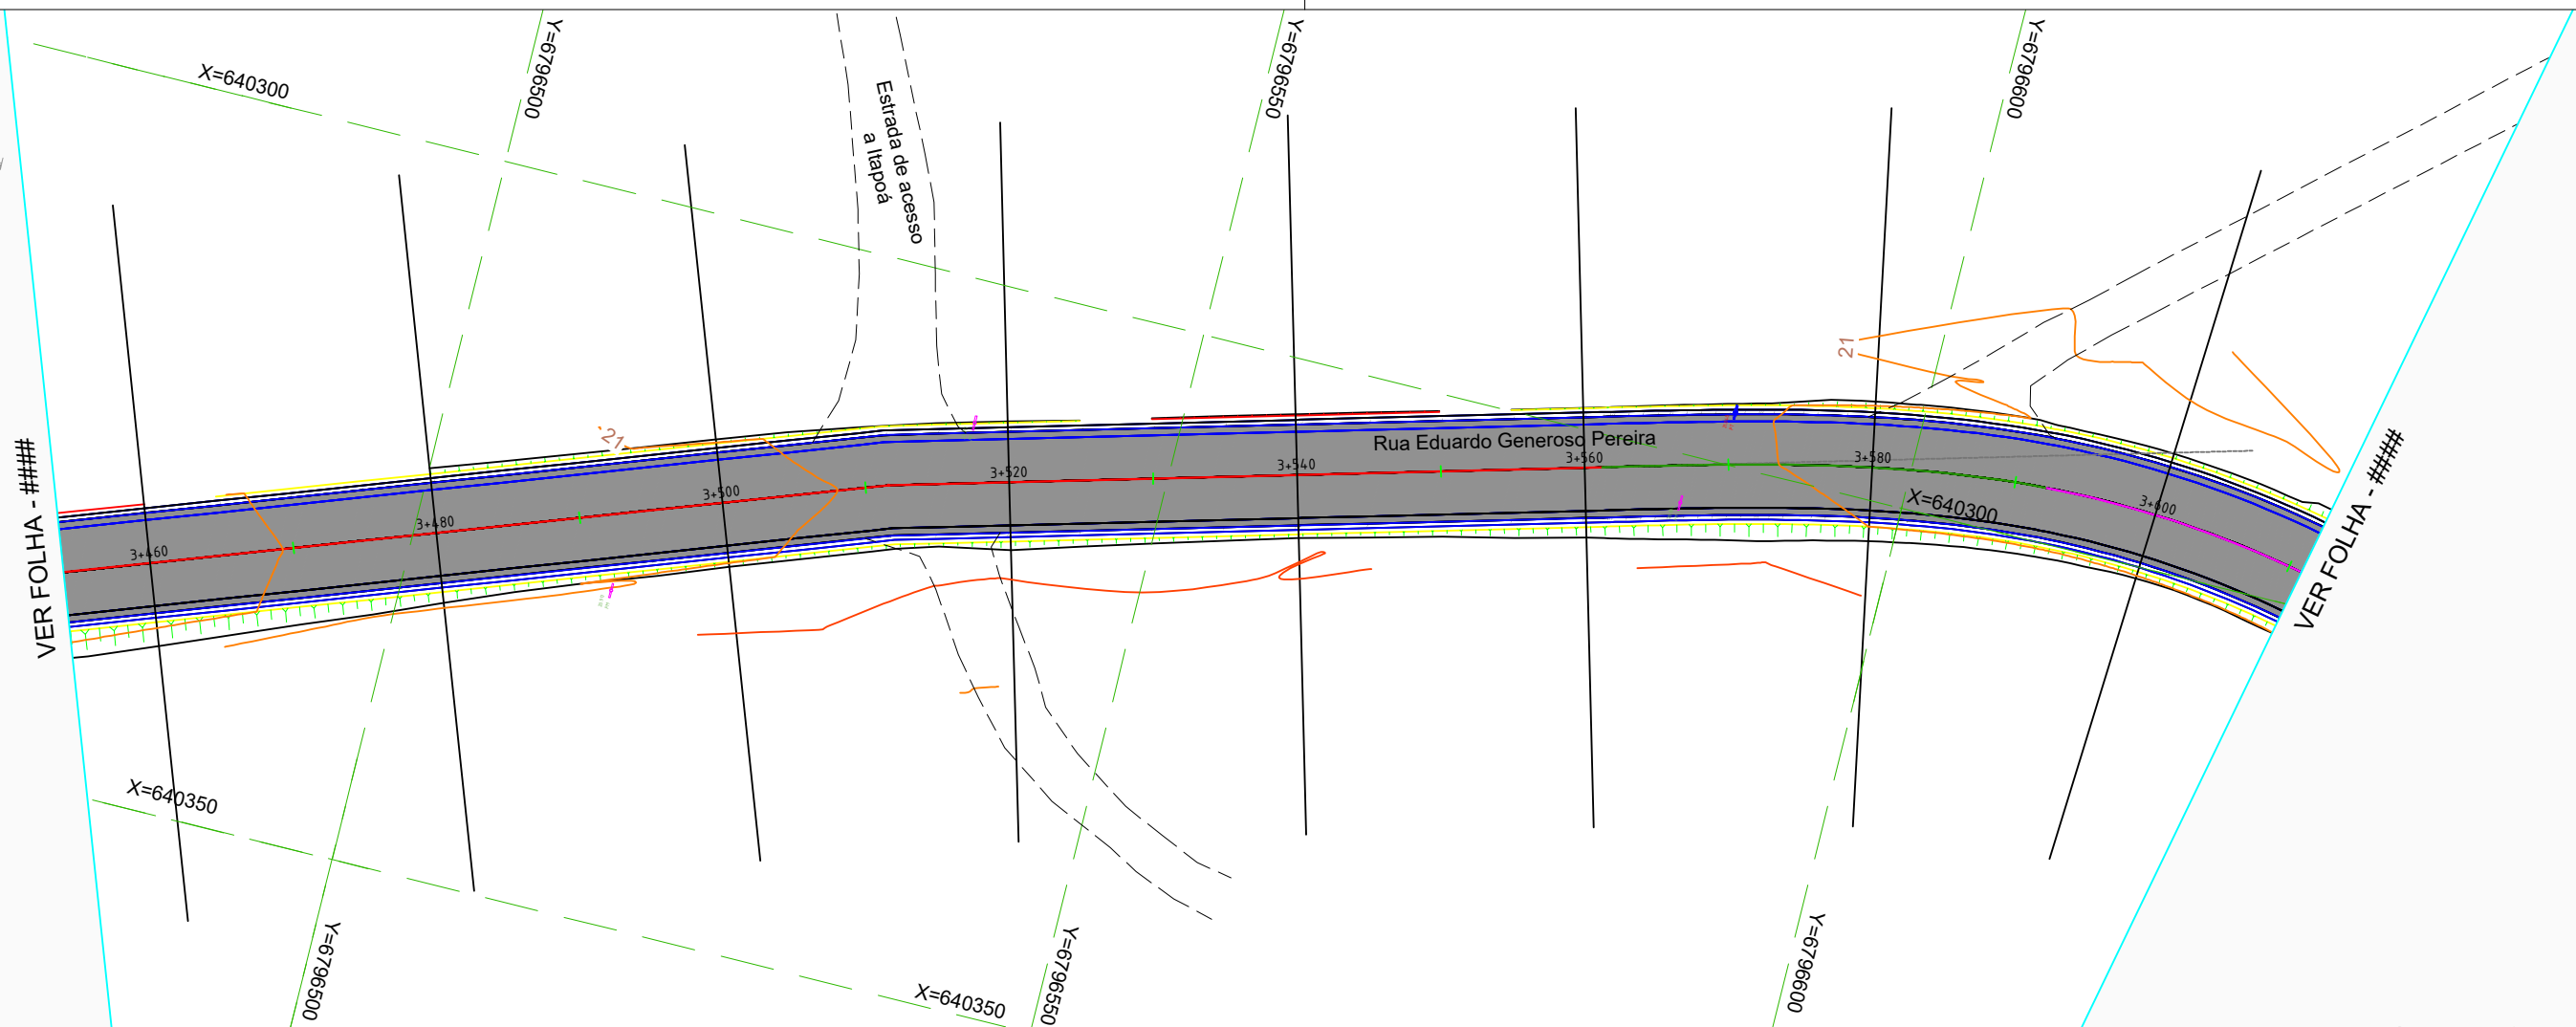 Y=6796500
Y=6796550
Y=6796600
X=640300
Estrada de acesso
a Itapoá
21
21
Rua Eduardo Generoso Pereira
3+460
3+480
3+500
3+520
3+540
3+560
3+580
3+600
X=640300
VER FOLHA - ####
VER FOLHA - ####
X=640350
X=640350
Y=6796500
Y=6796550
Y=6796600